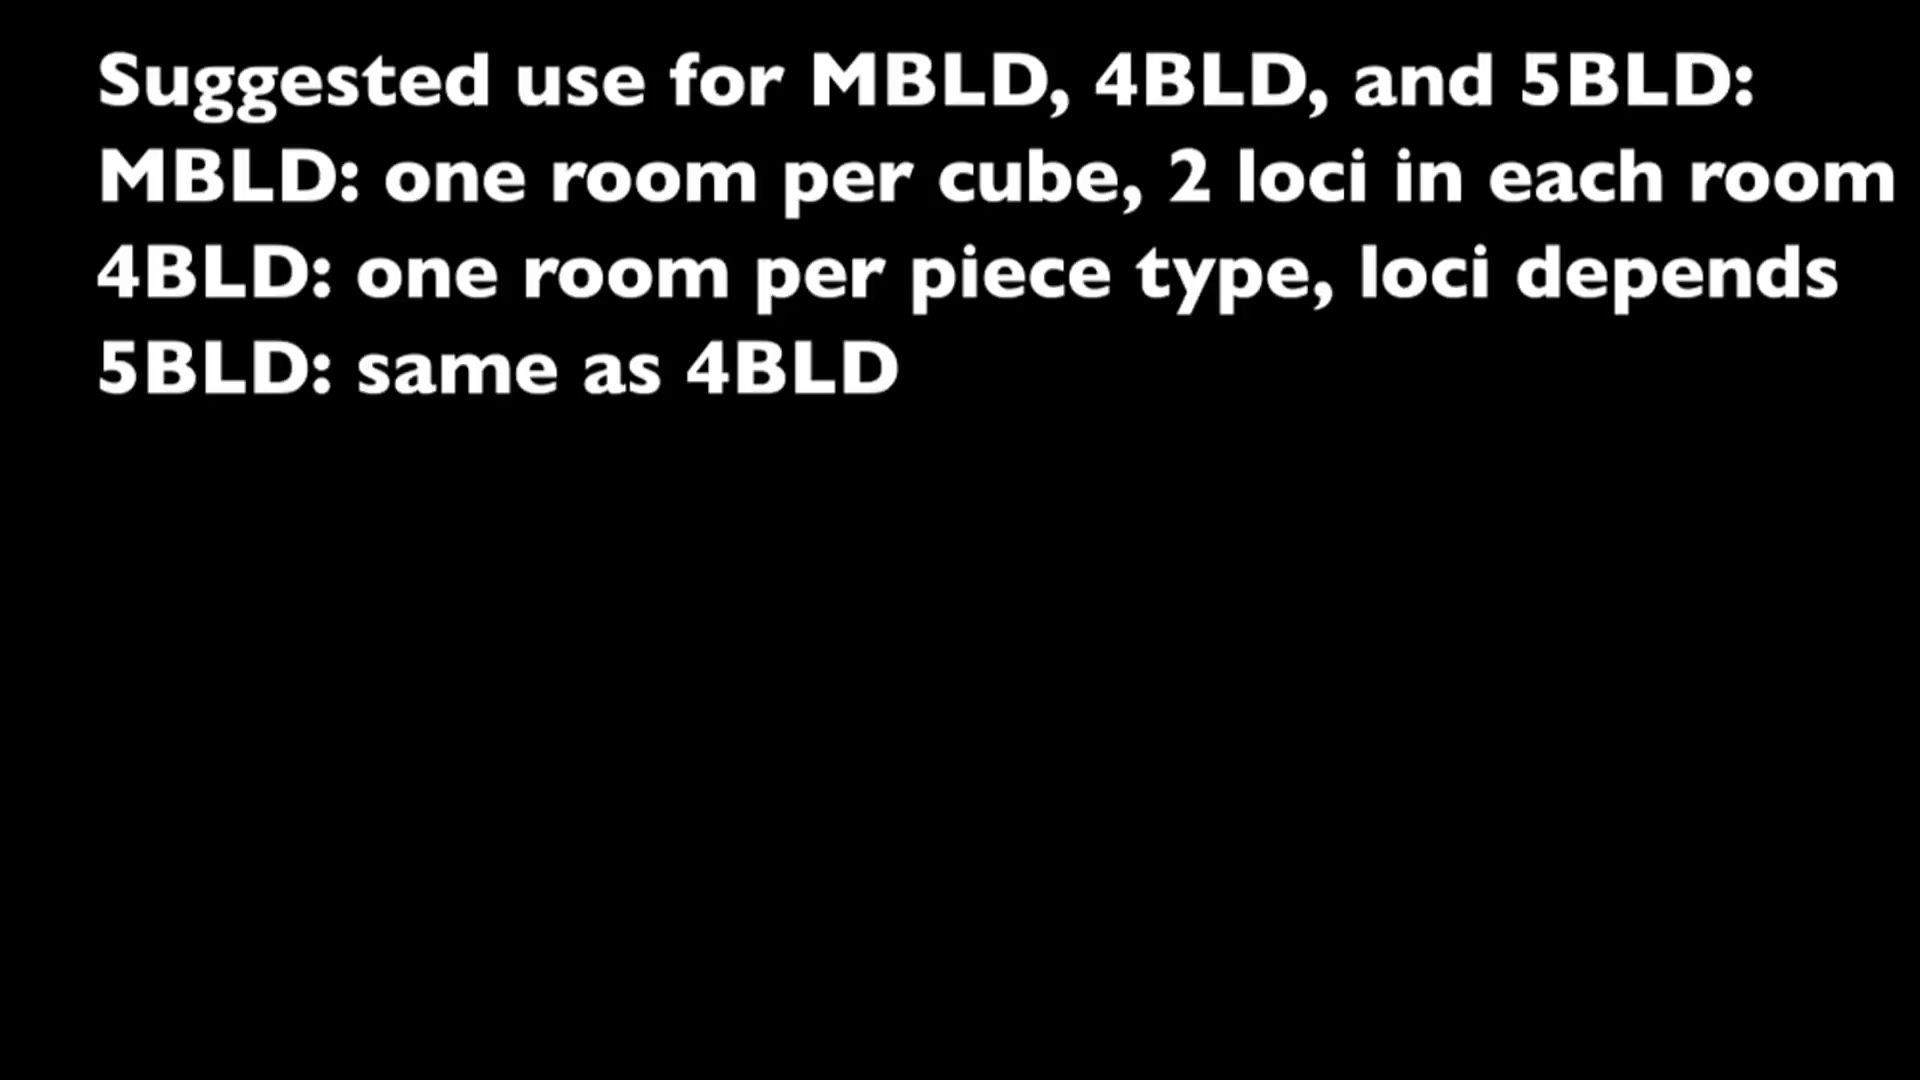 Suggested use for MBLD, 4BLD, and 5BLD:
MBLD: one room per cube, 2 loci in each room
4BLD: one room per piece type, loci depends
5BLD: same as 4BLD